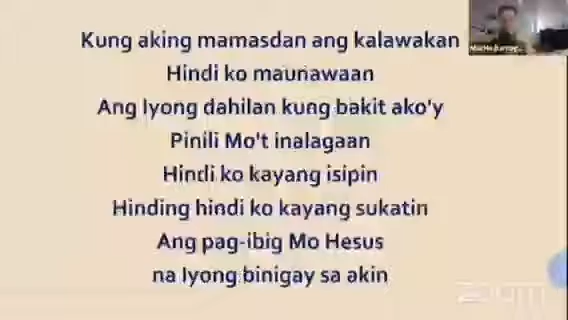 Kung aking mamasdan ang kalawakan
Hindi ko maunawaan
Ang Iyong dahilan kung bakit ako'y
Pinili Mo't inalagaan
Hindi ko kayang isipin
Hinding hindi ko kayang sukatin
Ang pag-ibig Mo Hesus
na Iyong binigay sa akin
zoom